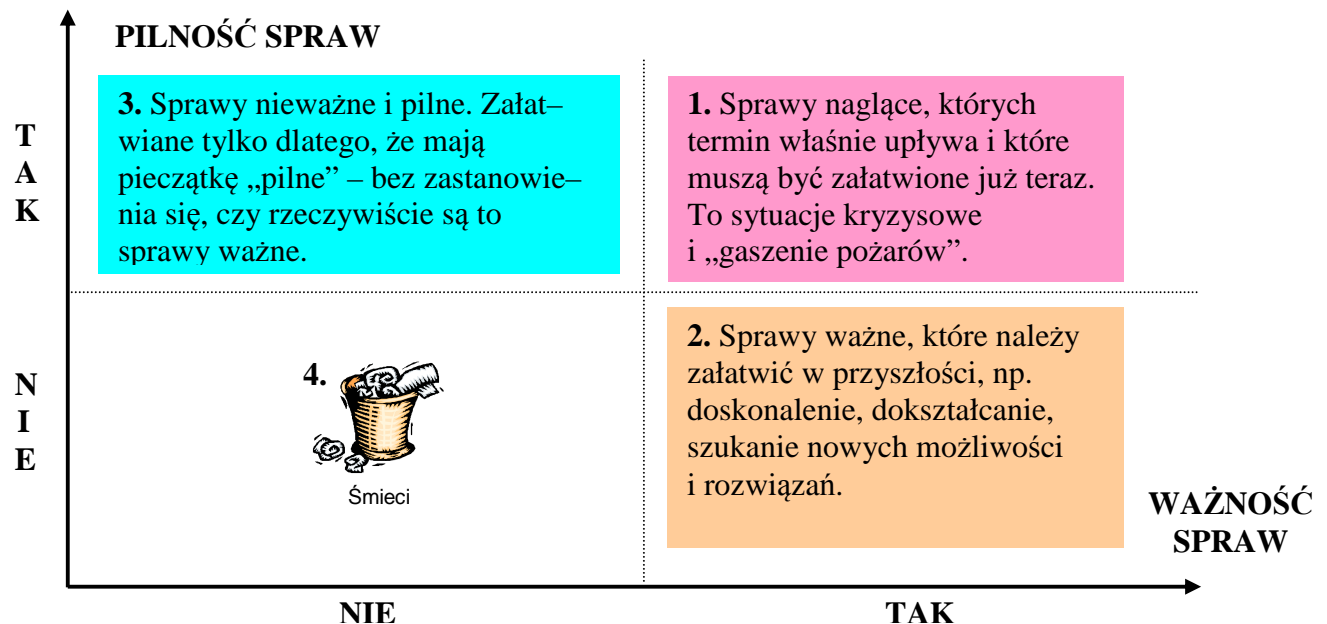 PILNOŚĆ SPRAW
T
A
K
3. Sprawy nieważne i pilne. Załat–
wiane tylko dlatego, że mają
pieczątkę „pilne” – bez zastanowie–
nia się, czy rzeczywiście są to
sprawy ważne.
1. Sprawy naglące, których
termin właśnie upływa i które
muszą być załatwione już teraz.
To sytuacje kryzysowe
i „gaszenie pożarów”.
N
I
E
4.
Śmieci
2. Sprawy ważne, które należy
załatwić w przyszłości, np.
doskonalenie, dokształcanie,
szukanie nowych możliwości
i rozwiązań.
WAŻNOŚĆ
SPRAW
NIE
TAK